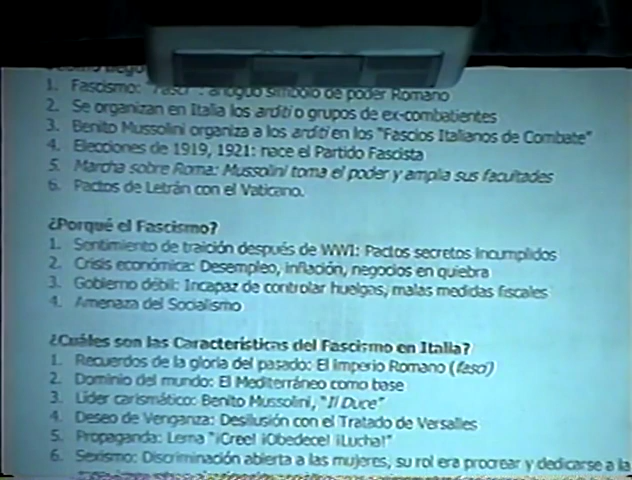 1. Fascismo: "Fasci": antiguo símbolo de poder Romano
2. Se organizan en Italia los arditi o grupos de ex-combatientes
3. Benito Mussolini organiza a los arditi en los "Fascios Italianos de Combate"
4. Elecciones de 1919, 1921: nace el Partido Fascista
5. Marcha sobre Roma: Mussolini toma el poder y amplia sus facultades
6. Pactos de Letrán con el Vaticano.
¿Porqué el Fascismo?
1. Sentimiento de traición después de WWI: Pactos secretos incumplidos
2. Crisis económica: Desempleo, inflación, negocios en quiebra
3. Gobierno débil: Incapaz de controlar huelgas, malas medidas fiscales
4. Amenaza del Socialismo
¿Cuáles son las Características del Fascismo en Italia?
1. Recuerdos de la gloria del pasado: El Imperio Romano (fasci)
2. Dominio del mundo: El Mediterráneo como base
3. Líder carismático: Benito Mussolini, "Il Duce"
4. Deseo de Venganza: Desilusión con el Tratado de Versalles
5. Propaganda: Lema "¡Cree! ¡Obedece! ¡Lucha!"
6. Sexismo: Discriminación abierta a las mujeres, su rol era procrear y dedicarse a la